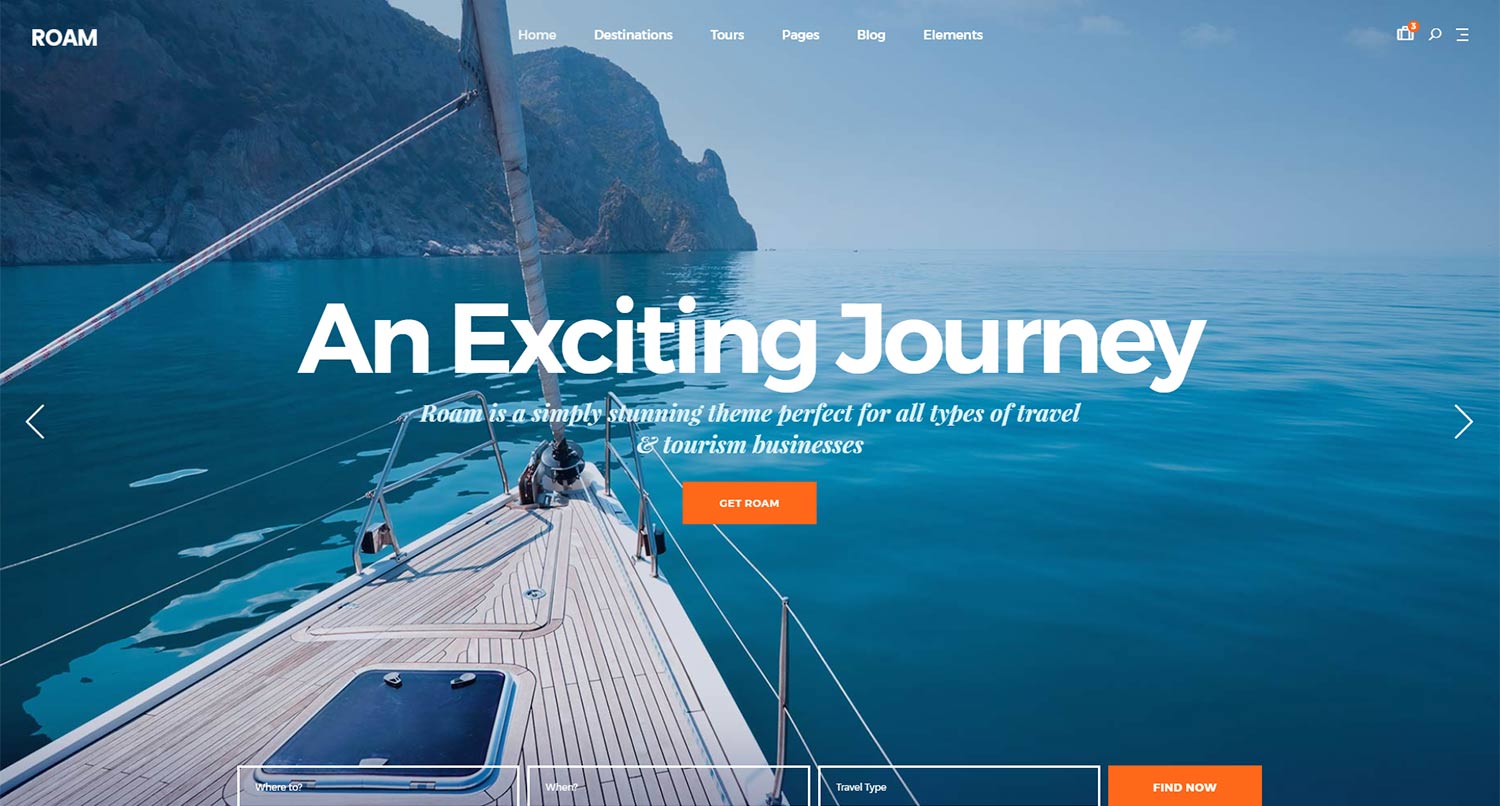 ROAM
Home Destinations Tours Pages Blog Elements
3
An Exciting Journey
Roam is a simply stunning theme perfect for all types of travel
& tourism businesses
GET ROAM
Where to? When? Travel Type FIND NOW